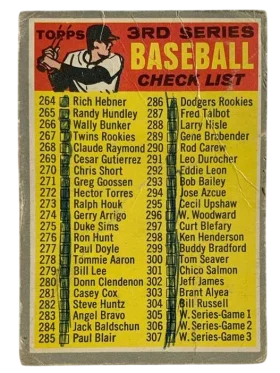 TOPPS 3RD SERIES
BASEBALL
CHECK LIST
264 Rich Hebner
265 Randy Hundley
266 Wally Bunker
267 Twins Rookies
268 Claude Raymond
269 Cesar Gutierrez
270 Chris Short
271 Greg Goossen
272 Hector Torres
273 Ralph Houk
274 Gerry Arrigo
275 Duke Sims
276 Ron Hunt
277 Paul Doyle
278 Tommie Aaron
279 Bill Lee
280 Donn Clendenon
281 Casey Cox
282 Steve Huntz
283 Angel Bravo
284 Jack Baldschun
285 Paul Blair
286 Dodgers Rookies
287 Fred Talbot
288 Larry Hisle
289 Gene Brabender
290 Rod Carew
291 Leo Durocher
292 Eddie Leon
293 Bob Bailey
294 Jose Azcue
295 Cecil Upshaw
296 W. Woodward
297 Curt Blefary
298 Ken Henderson
299 Buddy Bradford
300 Tom Seaver
301 Chico Salmon
302 Jeff James
303 Brant Alyea
304 Bill Russell
305 W. Series-Game 1
306 W. Series-Game 2
307 W. Series-Game 3